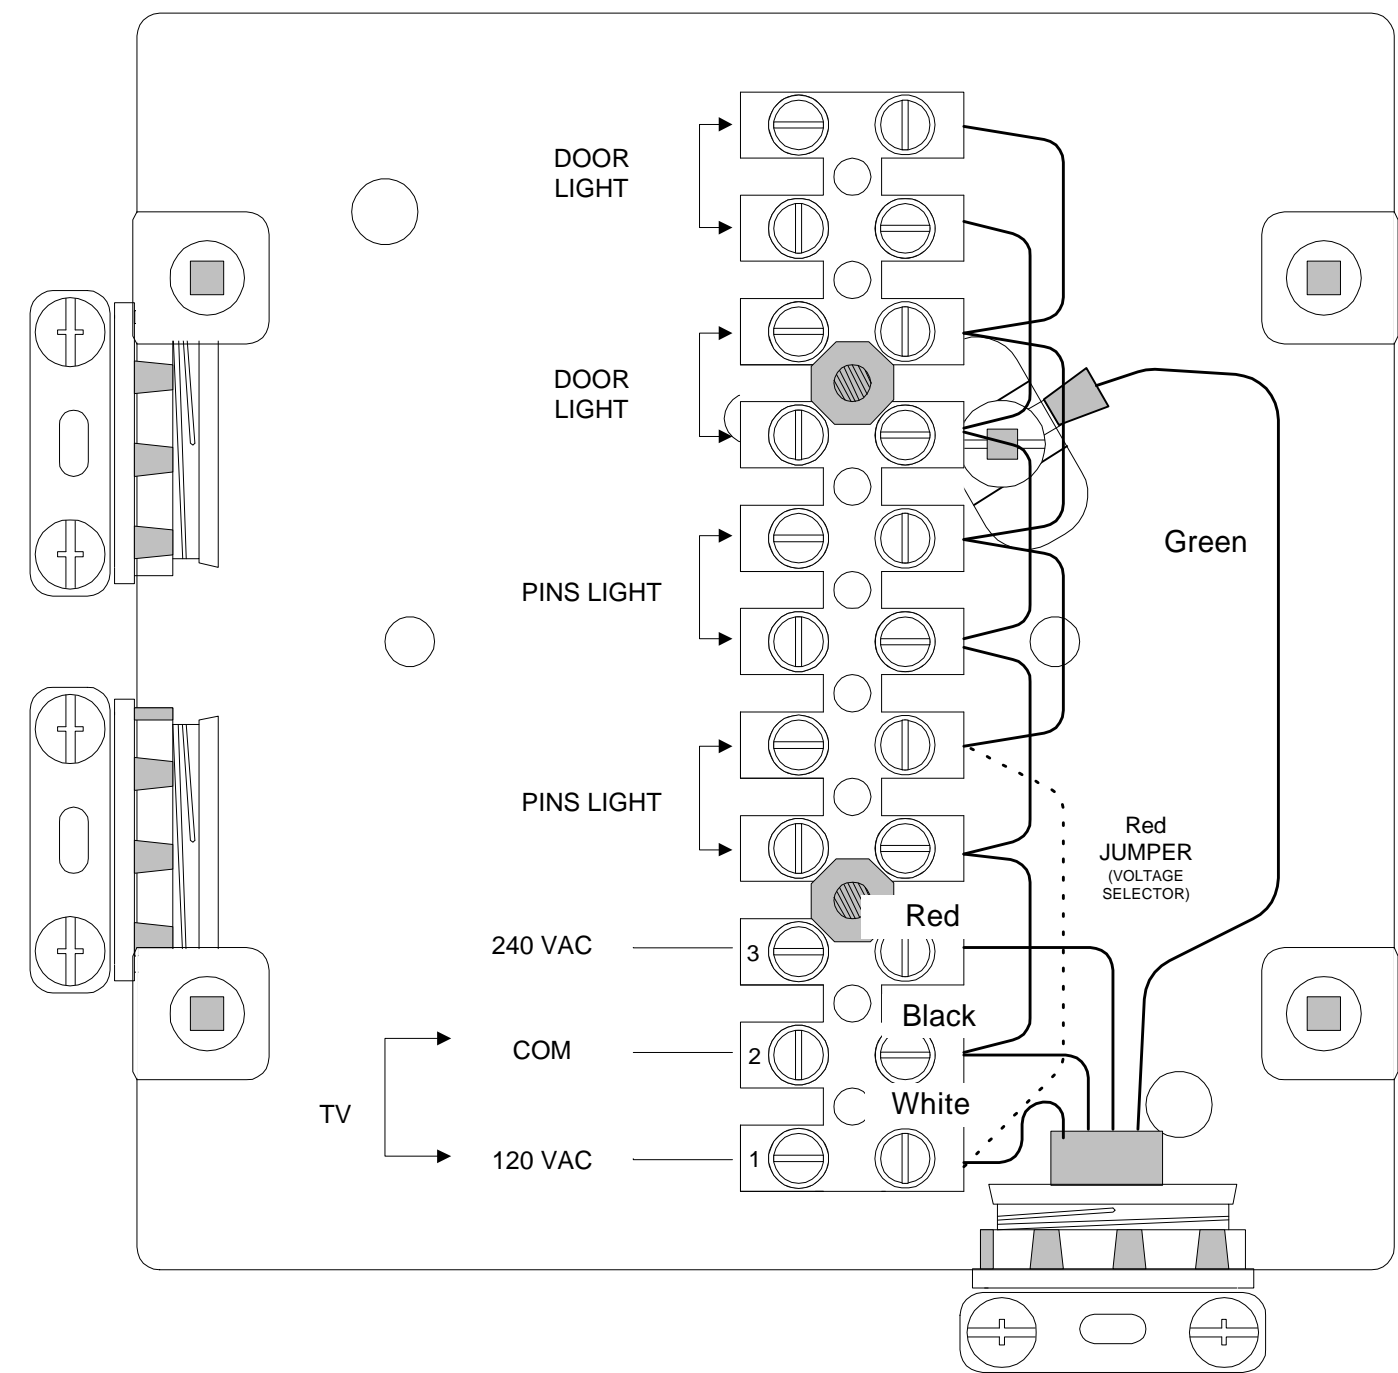 DOOR
LIGHT
DOOR
LIGHT
Green
PINS LIGHT
PINS LIGHT
Red
JUMPER
(VOLTAGE
SELECTOR)
Red
240 VAC
3
Black
COM
2
White
TV
120 VAC
1